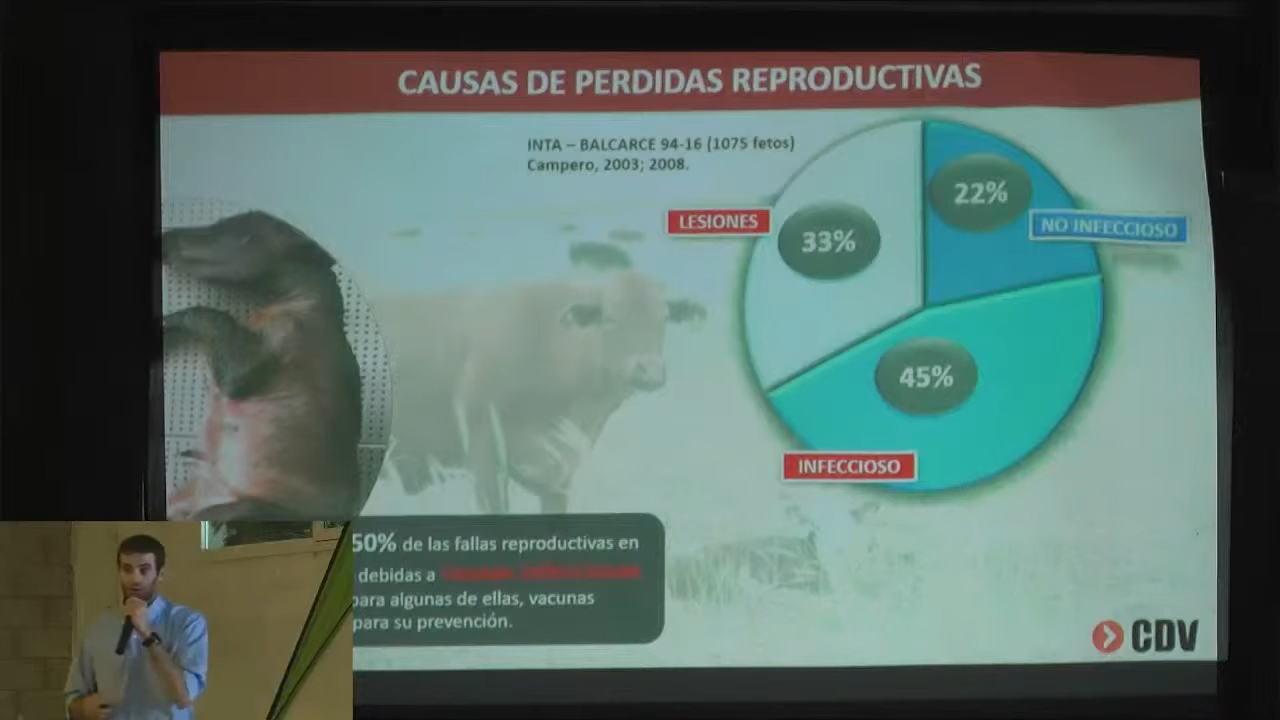 CAUSAS DE PERDIDAS REPRODUCTIVAS
INTA – BALCARCE 94-16 (1075 fetos)
Campero, 2003; 2008.
22%
LESIONES
NO INFECCIOSO
33%
45%
INFECCIOSO
50% de las fallas reproductivas en
debidas a
para algunas de ellas, vacunas
para su prevención.
CDV